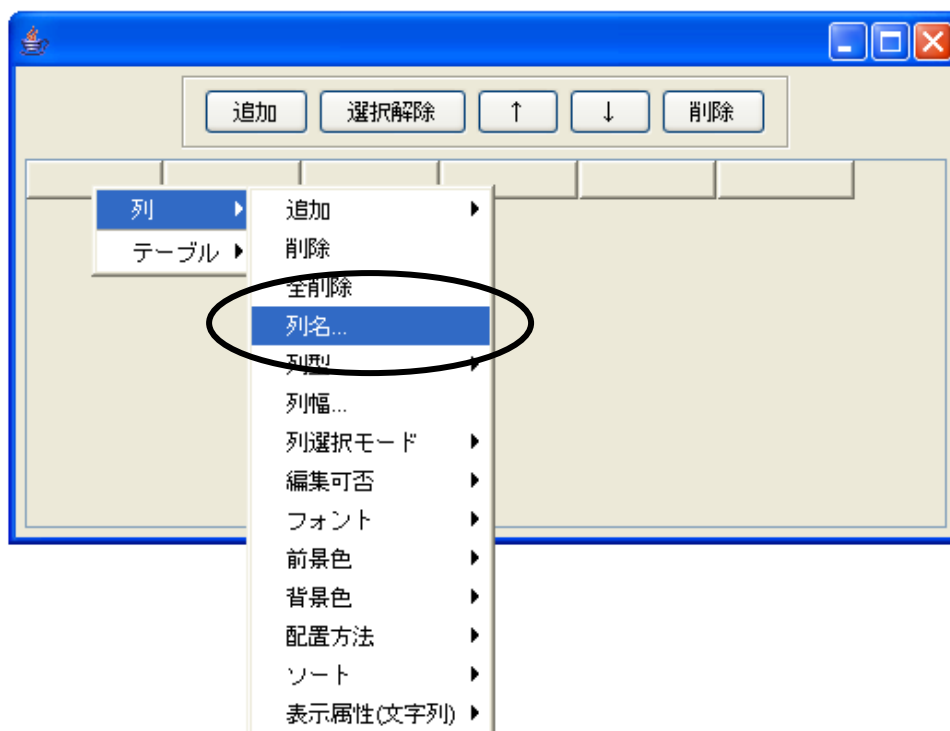 追加 選択解除 ↑ ↓ 削除
列
テーブル
追加
削除
全削除
列名...
列型
列幅...
列選択モード
編集可否
フォント
前景色
背景色
配置方法
ソート
表示属性(文字列)